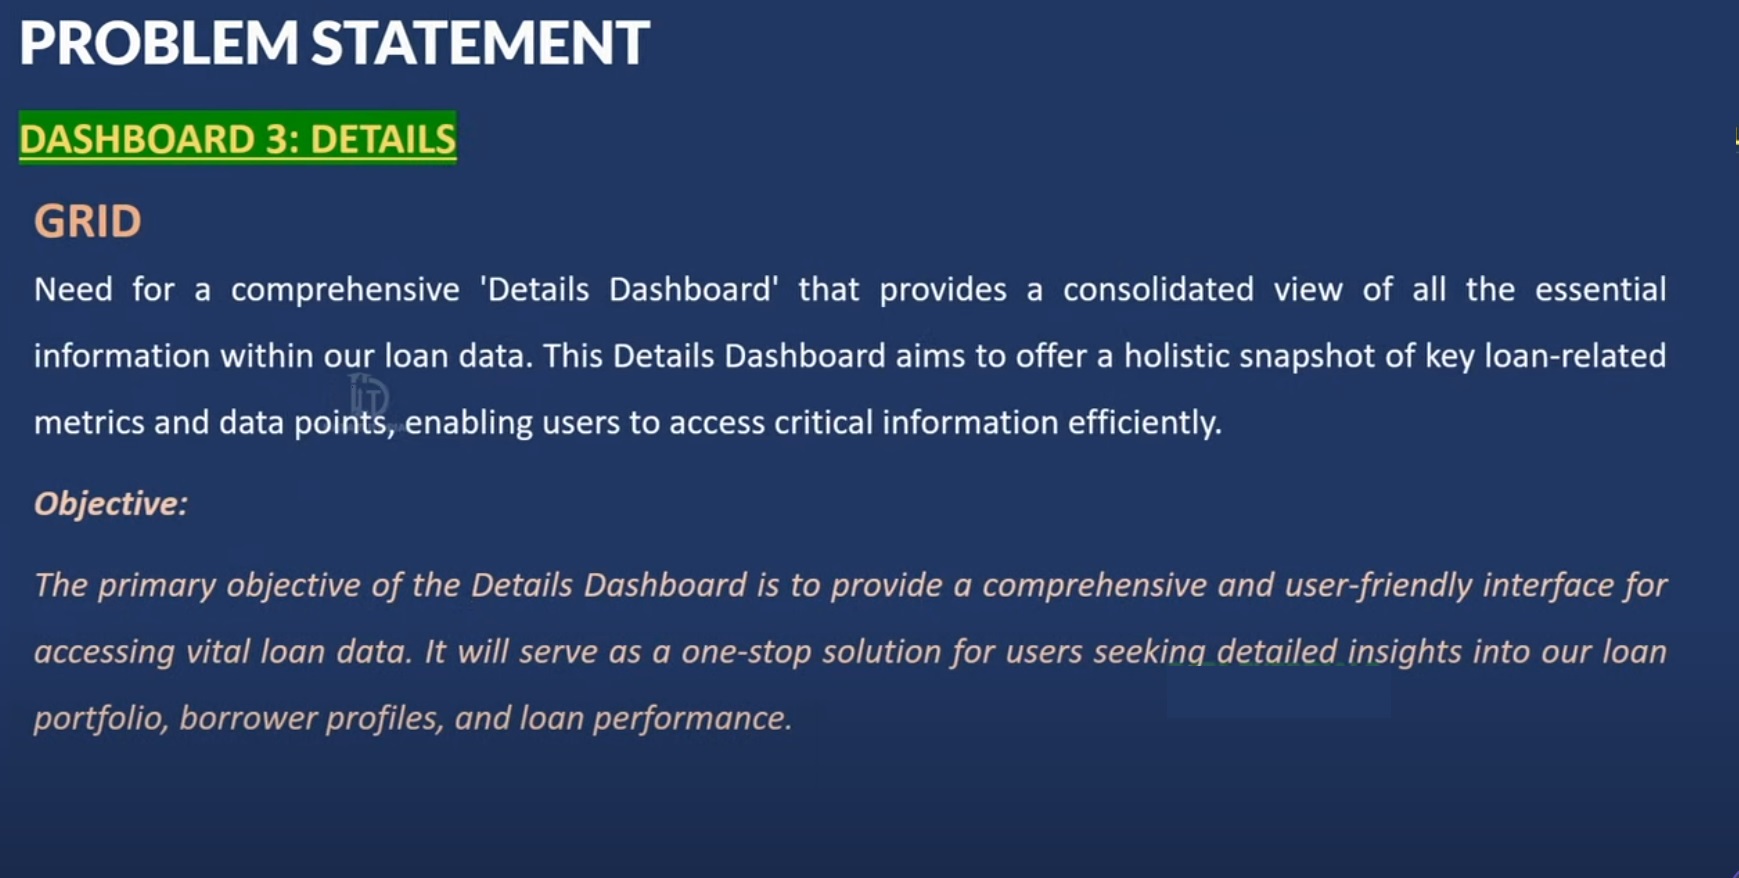 PROBLEM STATEMENT
DASHBOARD 3: DETAILS
GRID
Need for a comprehensive 'Details Dashboard' that provides a consolidated view of all the essential
information within our loan data. This Details Dashboard aims to offer a holistic snapshot of key loan-related
metrics and data points, enabling users to access critical information efficiently.
Objective:
The primary objective of the Details Dashboard is to provide a comprehensive and user-friendly interface for
accessing vital loan data. It will serve as a one-stop solution for users seeking detailed insights into our loan
portfolio, borrower profiles, and loan performance.